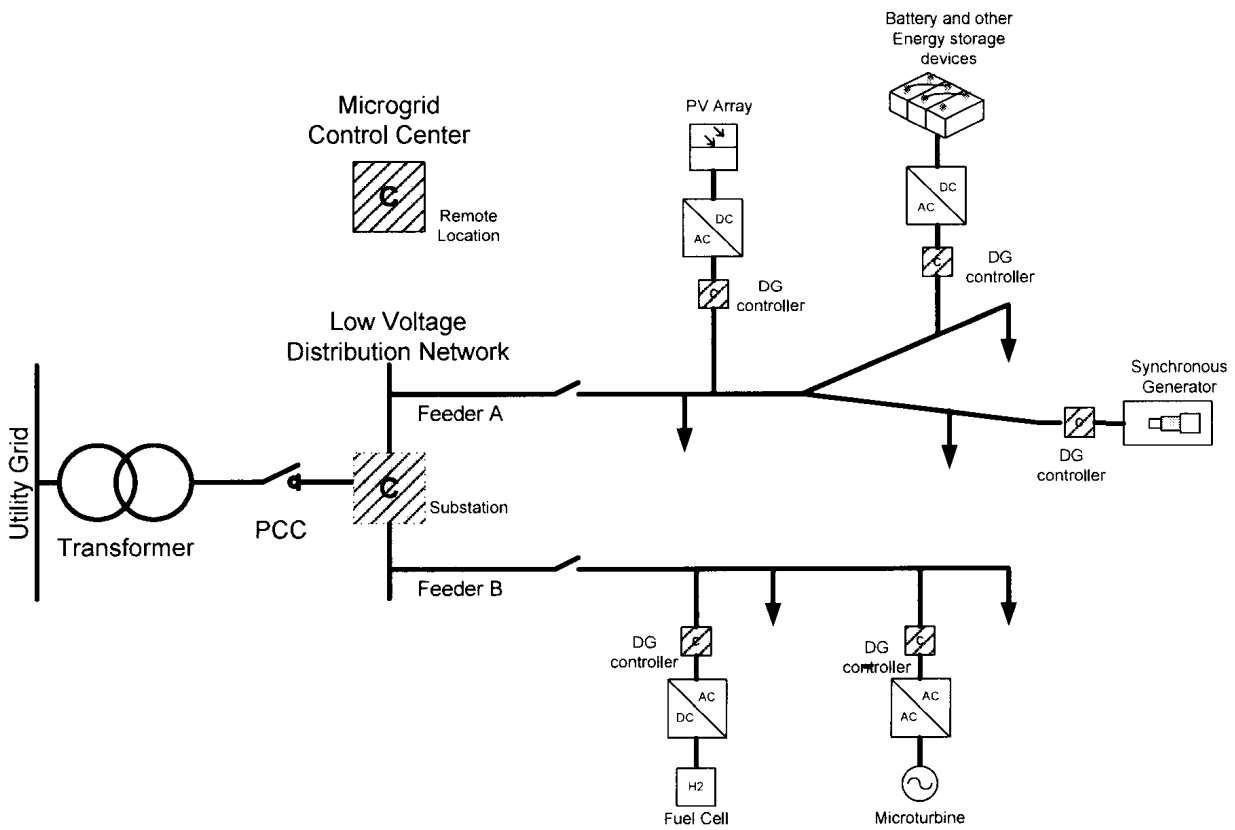 Battery and other
Energy storage
devices
PV Array
Microgrid
Control Center
C
Remote
Location
DC
AC
DC
AC
C
DG
controller
C
DG
controller
Low Voltage
Distribution Network
Feeder A
Synchronous
Generator
C
DG
controller
Utility Grid
Transformer
PCC
C
Substation
Feeder B
DG
controller
C
DG
controller
C
AC
DC
AC
AC
H2
Fuel Cell
Microturbine